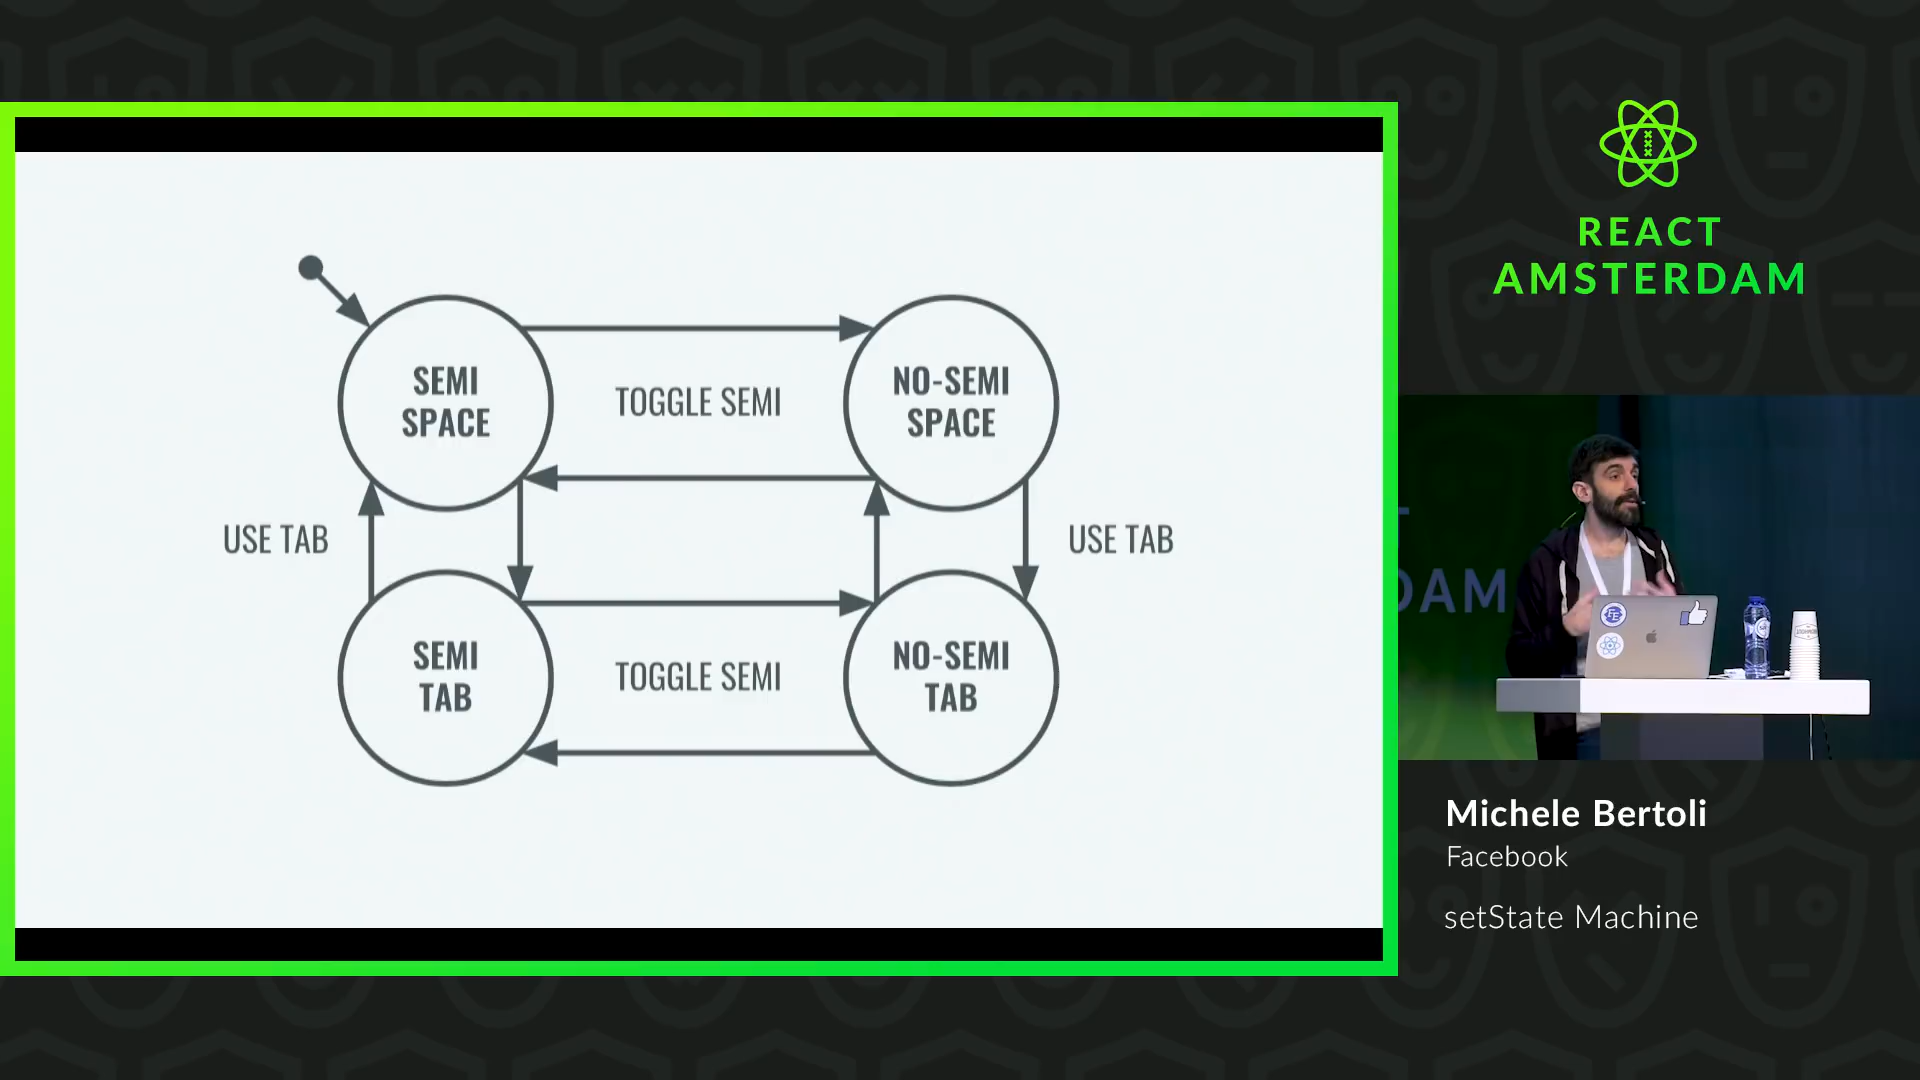 SEMI
SPACE
TOGGLE SEMI
NO-SEMI
SPACE
USE TAB
USE TAB
SEMI
TAB
TOGGLE SEMI
NO-SEMI
TAB
REACT
AMSTERDAM
DAM
Michele Bertoli
Facebook
setState Machine